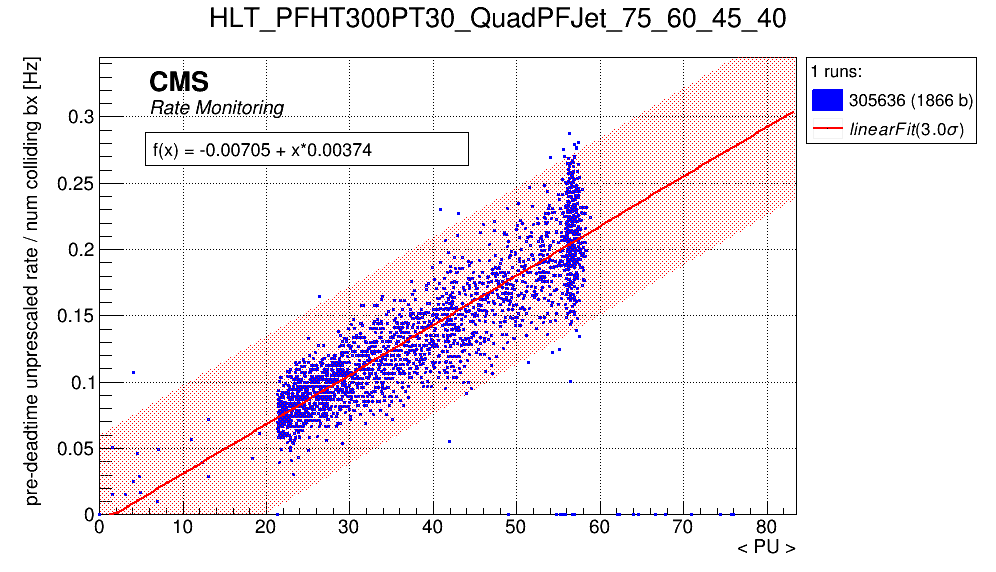 HLT_PFHT300PT30_QuadPFJet_75_60_45_40
pre-deadtime unprescaled rate / num colliding bx [Hz]
CMS
Rate Monitoring
f(x) = -0.00705 + x*0.00374
1 runs:
305636 (1866 b)
linearFit(3.0σ)
0.3
0.25
0.2
0.15
0.1
0.05
0
0 10 20 30 40 50 60 70 80
< PU >